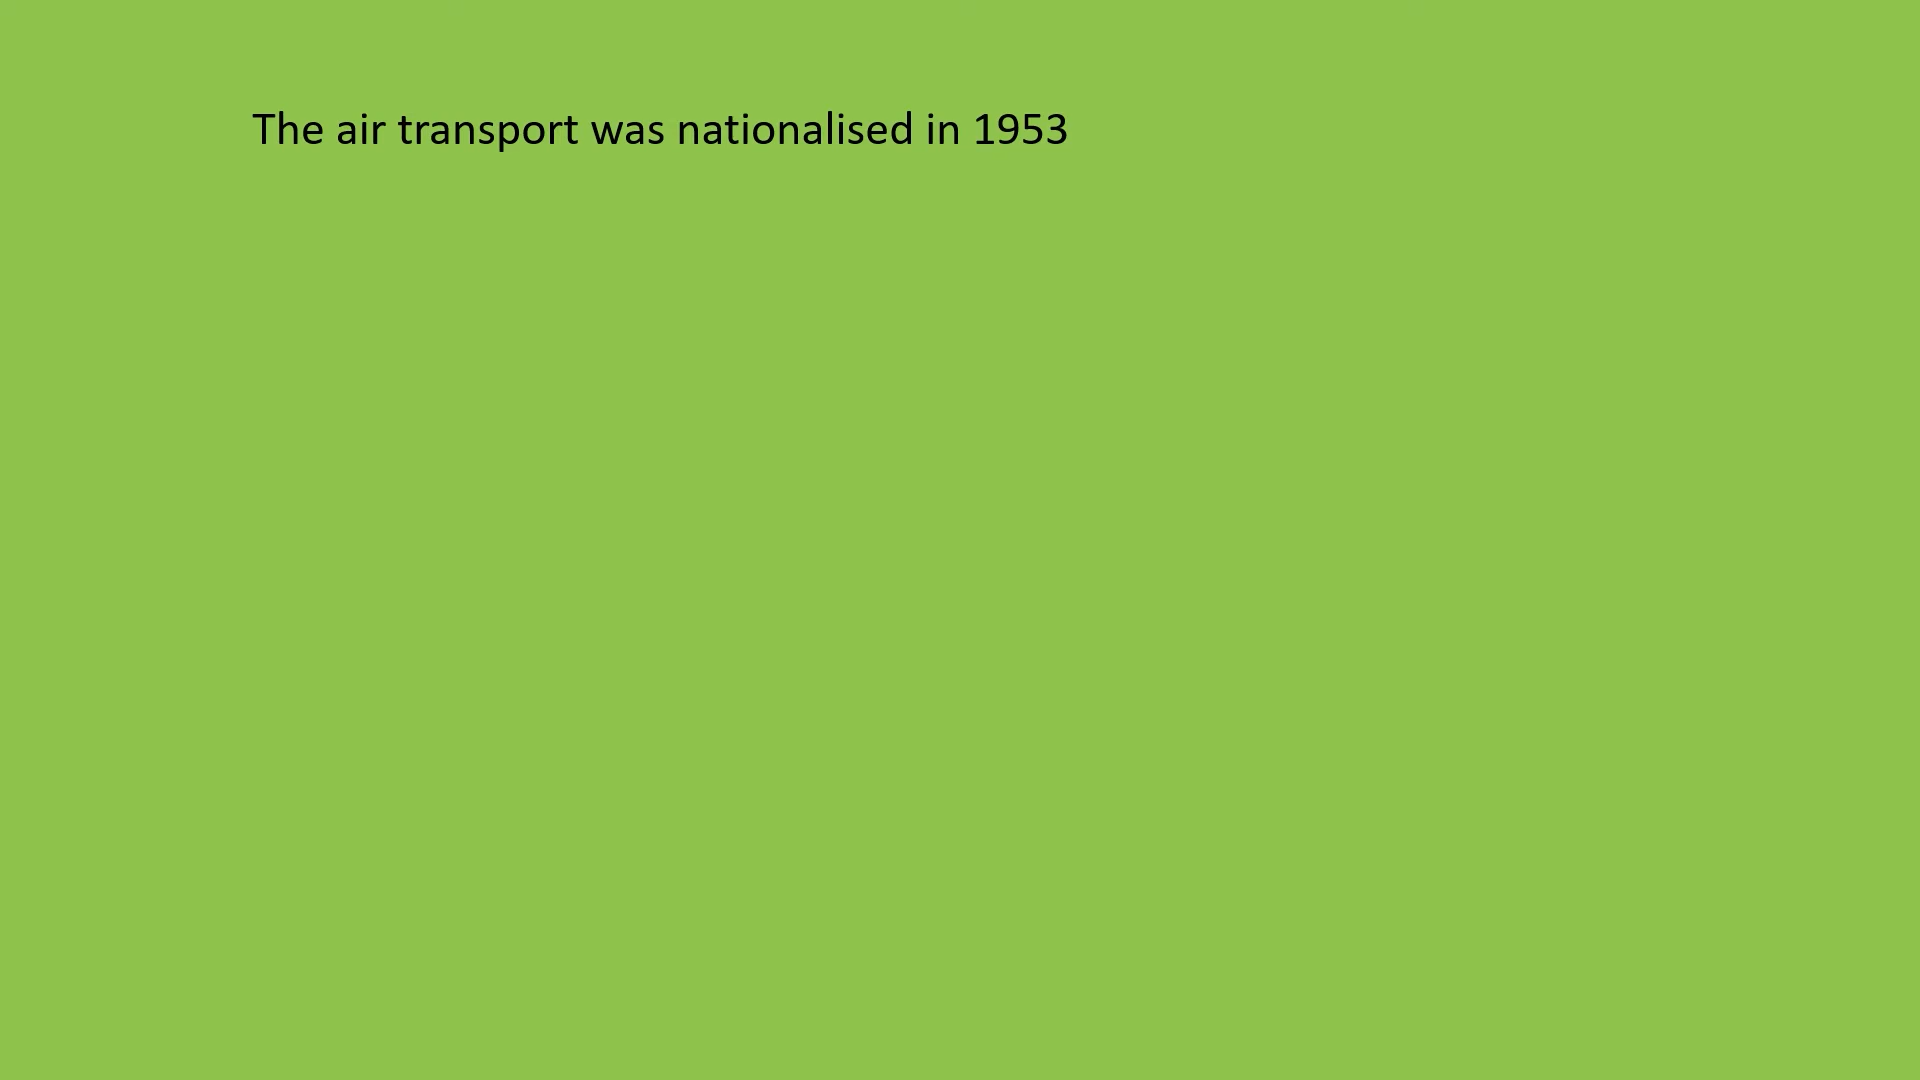 The air transport was nationalised in 1953